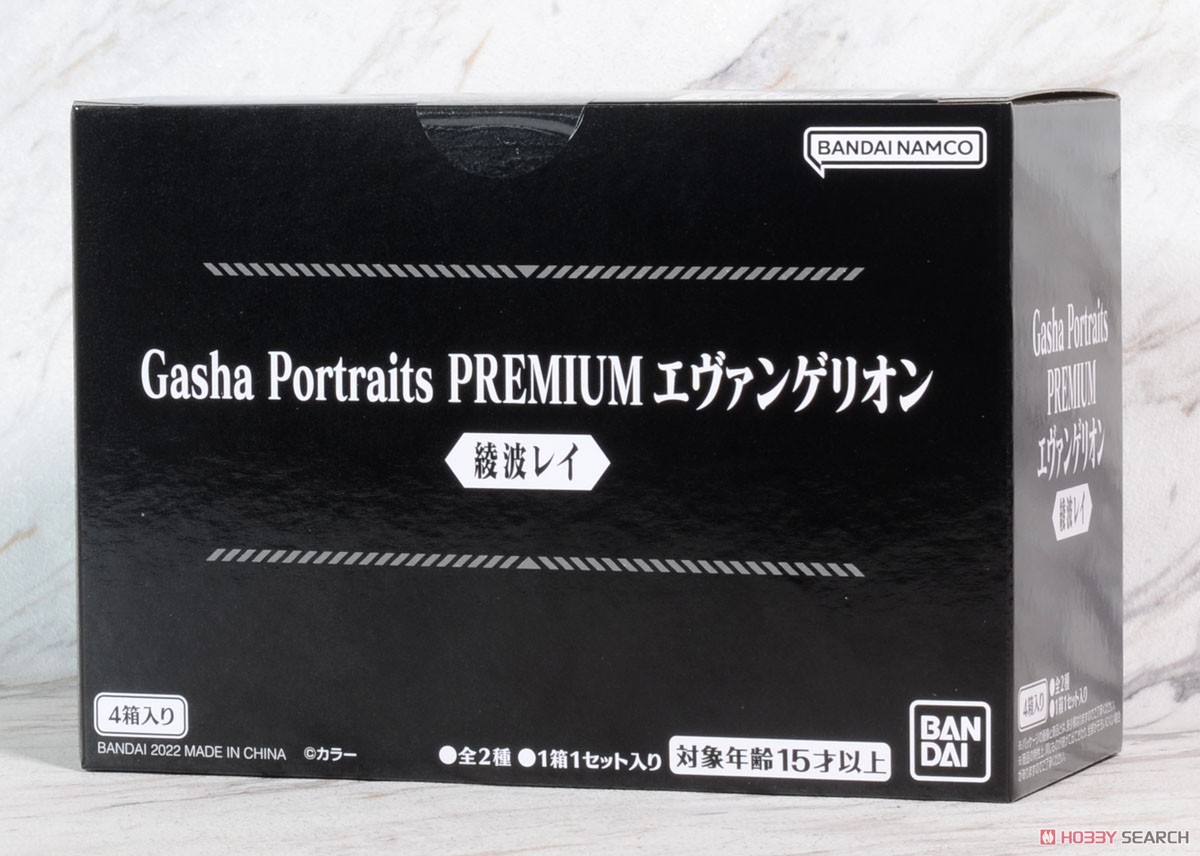 BANDAI NAMCO
Gasha Portraits PREMIUM エヴァンゲリオン
綾波レイ
4箱入り
BANDAI 2022 MADE IN CHINA ©カラー
●全2種 ●1箱1セット入り 対象年齢15才以上
BAN
DAI
Gasha Portraits
PREMIUM
エヴァンゲリオン
綾波レイ
4箱入り
●全2種
●1箱1セット入り
HOBBY SEARCH